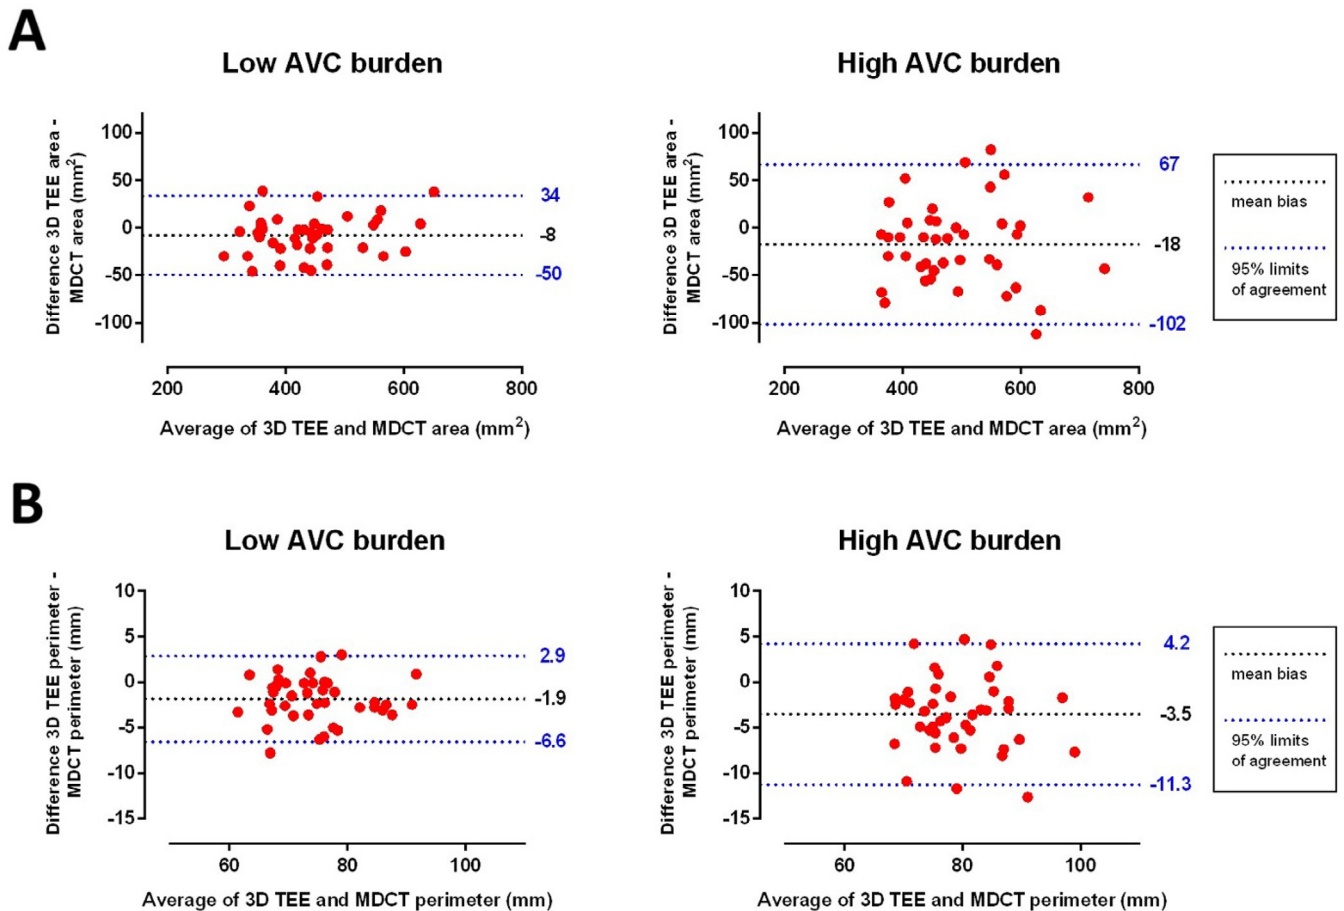 A
Low AVC burden
Difference 3D TEE area -
MDCT area (mm²)
100
50
0
-50
-100
34
-8
-50
200
400
600
800
Average of 3D TEE and MDCT area (mm²)
High AVC burden
Difference 3D TEE area -
MDCT area (mm²)
100
50
0
-50
-100
67
-18
-102
200
400
600
800
Average of 3D TEE and MDCT area (mm²)
mean bias
95% limits
of agreement
B
Low AVC burden
Difference 3D TEE perimeter -
MDCT perimeter (mm)
10
5
0
-5
-10
-15
2.9
-1.9
-6.6
60
80
100
Average of 3D TEE and MDCT perimeter (mm)
High AVC burden
Difference 3D TEE perimeter -
MDCT perimeter (mm)
10
5
0
-5
-10
-15
4.2
-3.5
-11.3
60
80
100
Average of 3D TEE and MDCT perimeter (mm)
mean bias
95% limits
of agreement